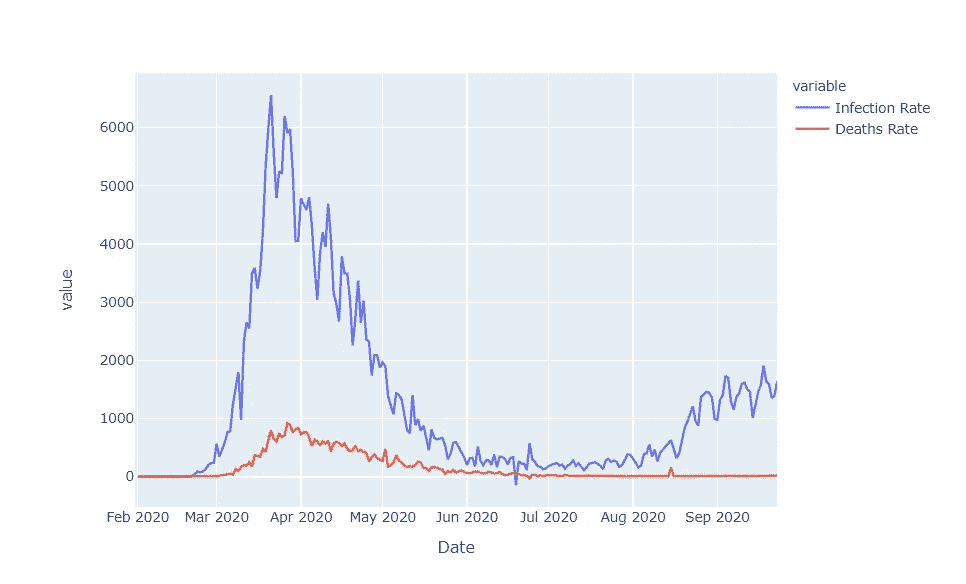 variable
Infection Rate
Deaths Rate
6000
5000
4000
3000
2000
1000
0
value
Feb 2020 Mar 2020 Apr 2020 May 2020 Jun 2020 Jul 2020 Aug 2020 Sep 2020
Date